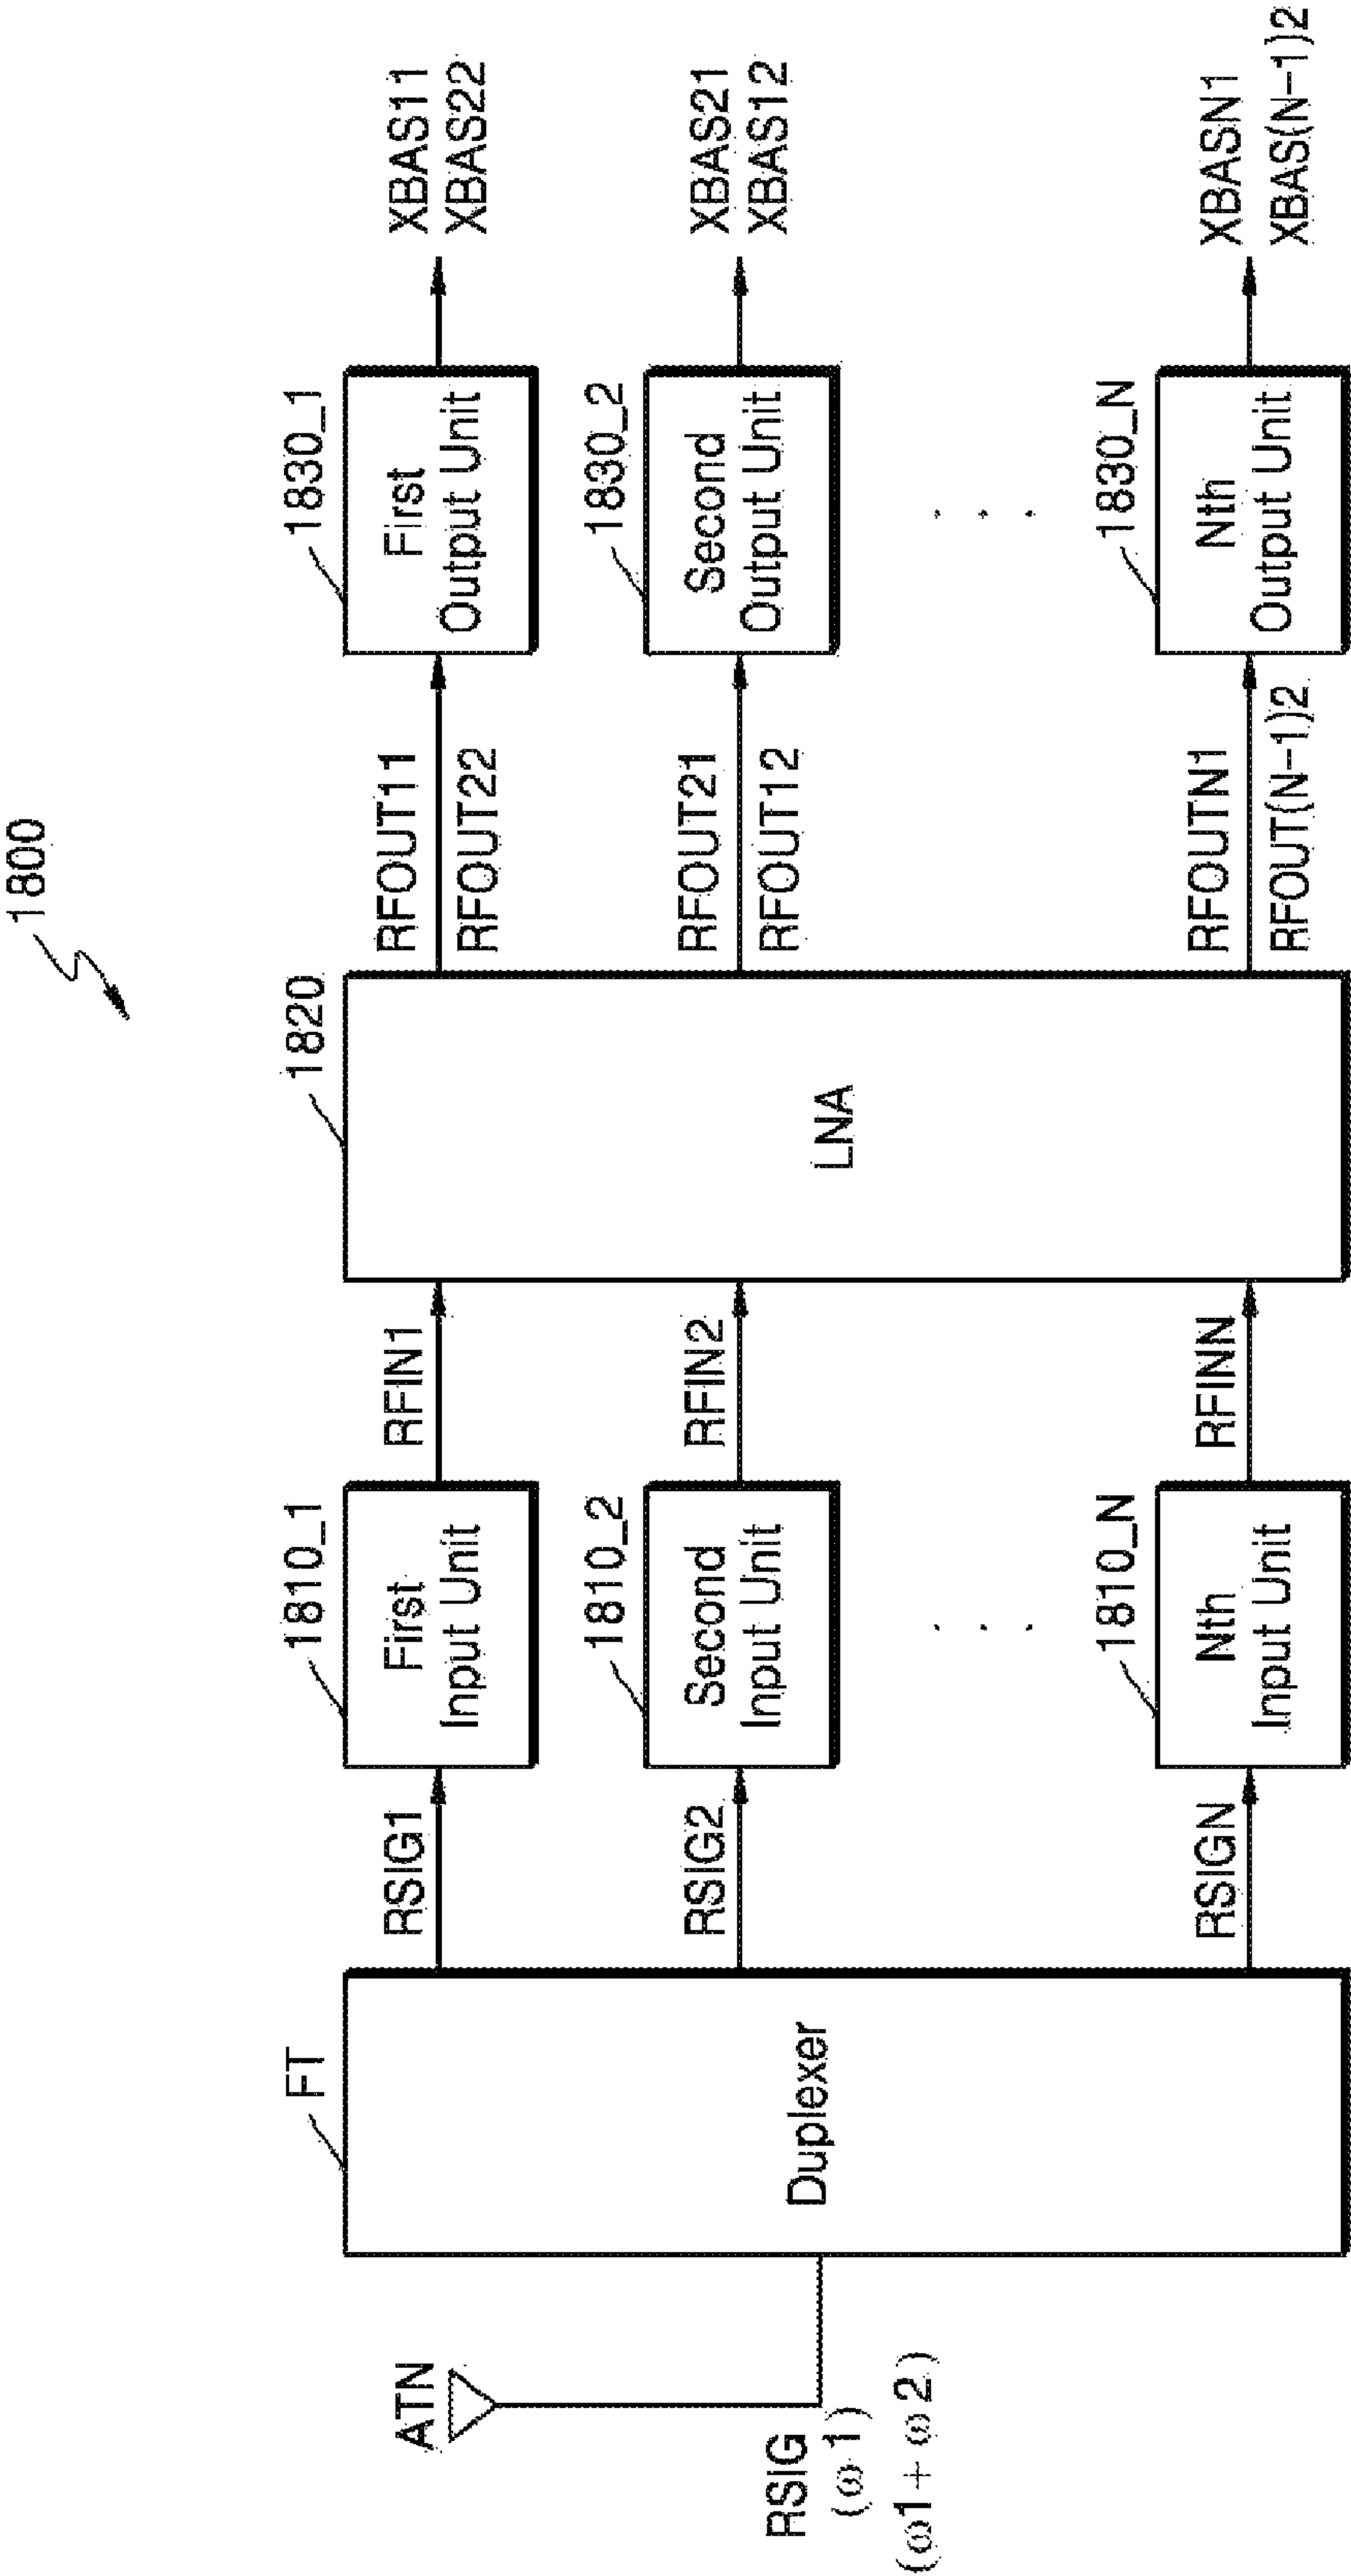 1800
ATN
RSIG
(ω1)
(ω1+ω2)
FT
Duplexer
RSIG1
RSIG2
RSIGN
1810_1
First
Input Unit
1810_2
Second
Input Unit
1810_N
Nth
Input Unit
RFIN1
RFIN2
RFINN
1820
LNA
RFOUT11
RFOUT22
RFOUT21
RFOUT12
RFOUTN1
RFOUT(N-1)2
1830_1
First
Output Unit
1830_2
Second
Output Unit
1830_N
Nth
Output Unit
XBAS11
XBAS22
XBAS21
XBAS12
XBASN1
XBAS(N-1)2